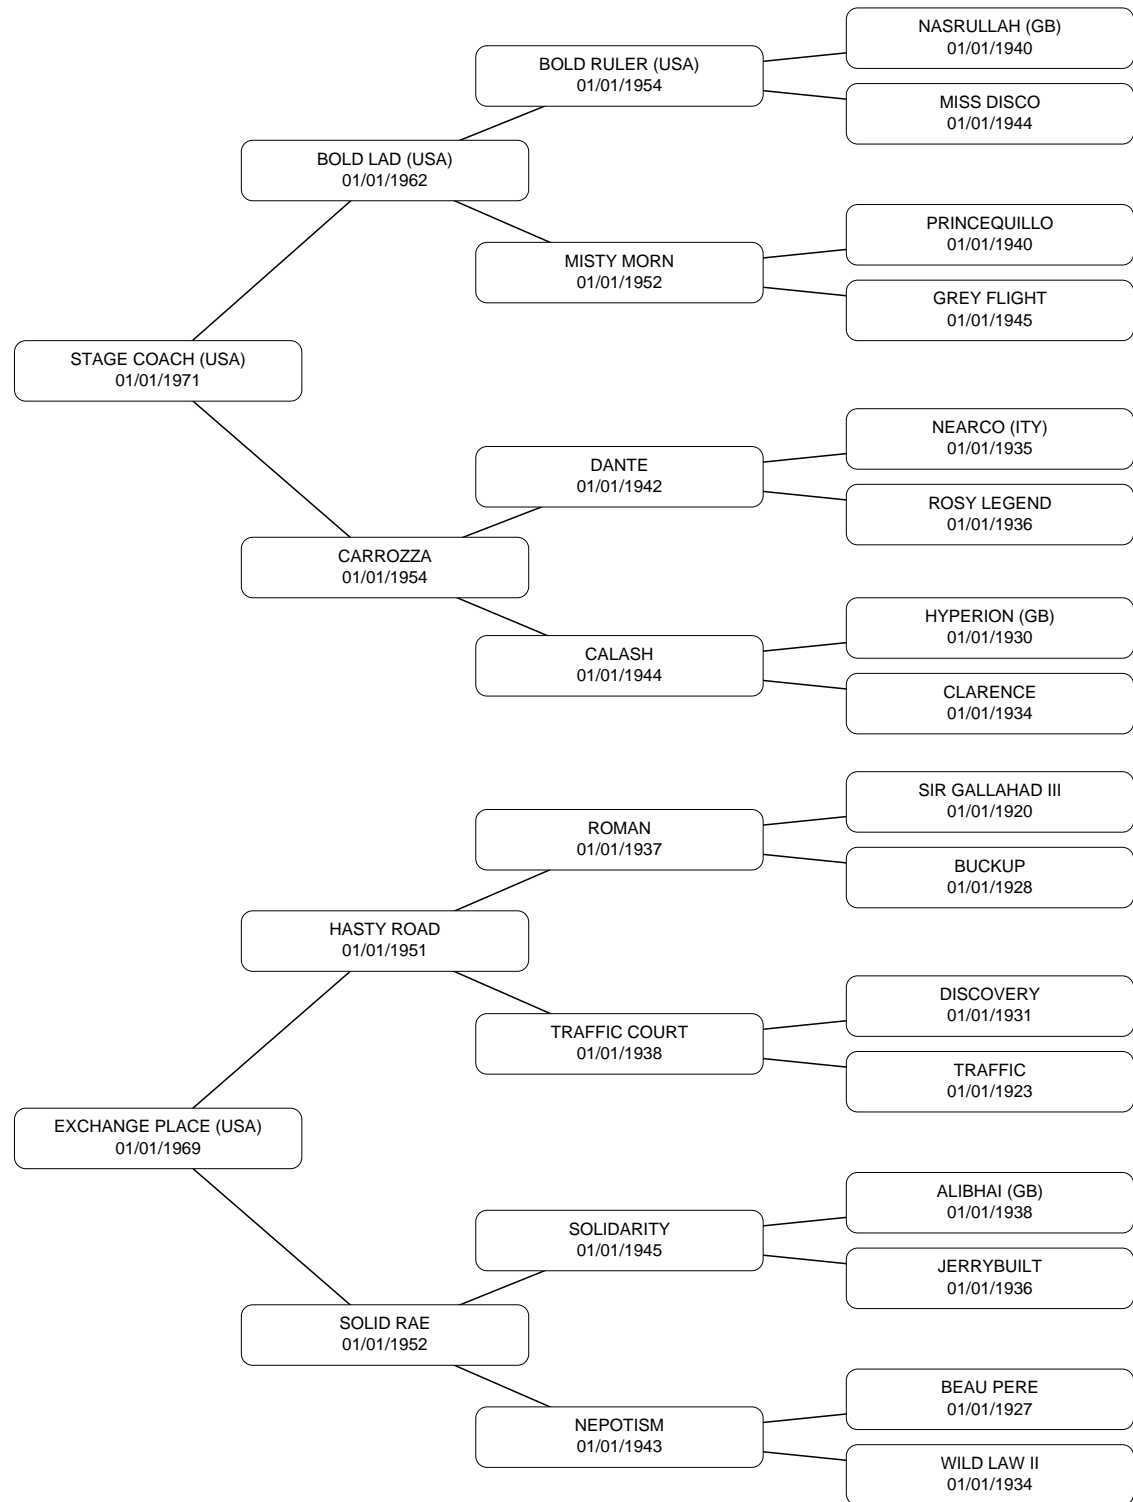 NASRULLAH (GB)
01/01/1940
BOLD RULER (USA)
01/01/1954
MISS DISCO
01/01/1944
BOLD LAD (USA)
01/01/1962
PRINCEQUILLO
01/01/1940
MISTY MORN
01/01/1952
GREY FLIGHT
01/01/1945
STAGE COACH (USA)
01/01/1971
NEARCO (ITY)
01/01/1935
DANTE
01/01/1942
ROSY LEGEND
01/01/1936
CARROZZA
01/01/1954
HYPERION (GB)
01/01/1930
CALASH
01/01/1944
CLARENCE
01/01/1934
SIR GALLAHAD III
01/01/1920
ROMAN
01/01/1937
BUCKUP
01/01/1928
HASTY ROAD
01/01/1951
DISCOVERY
01/01/1931
TRAFFIC COURT
01/01/1938
TRAFFIC
01/01/1923
EXCHANGE PLACE (USA)
01/01/1969
ALIBHAI (GB)
01/01/1938
SOLIDARITY
01/01/1945
JERRYBUILT
01/01/1936
SOLID RAE
01/01/1952
BEAU PERE
01/01/1927
NEPOTISM
01/01/1943
WILD LAW II
01/01/1934